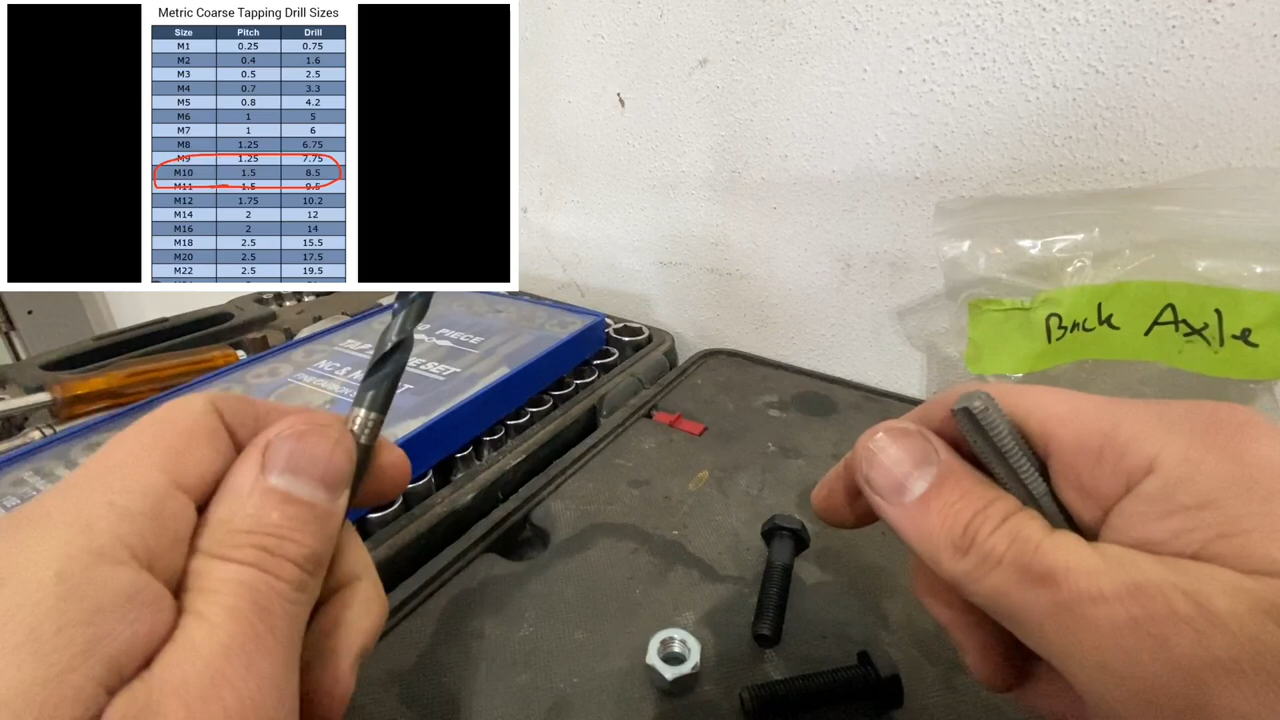 Metric Coarse Tapping Drill Sizes
Size Pitch Drill
M1 0.25 0.75
M2 0.4 1.6
M3 0.5 2.5
M4 0.7 3.3
M5 0.8 4.2
M6 1 5
M7 1 6
M8 1.25 6.75
M9 1.25 7.75
M10 1.5 8.5
M11 1.5 9.5
M12 1.75 10.2
M14 2 12
M16 2 14
M18 2.5 15.5
M20 2.5 17.5
M22 2.5 19.5
PIECE
SET
NC &
Back Axle